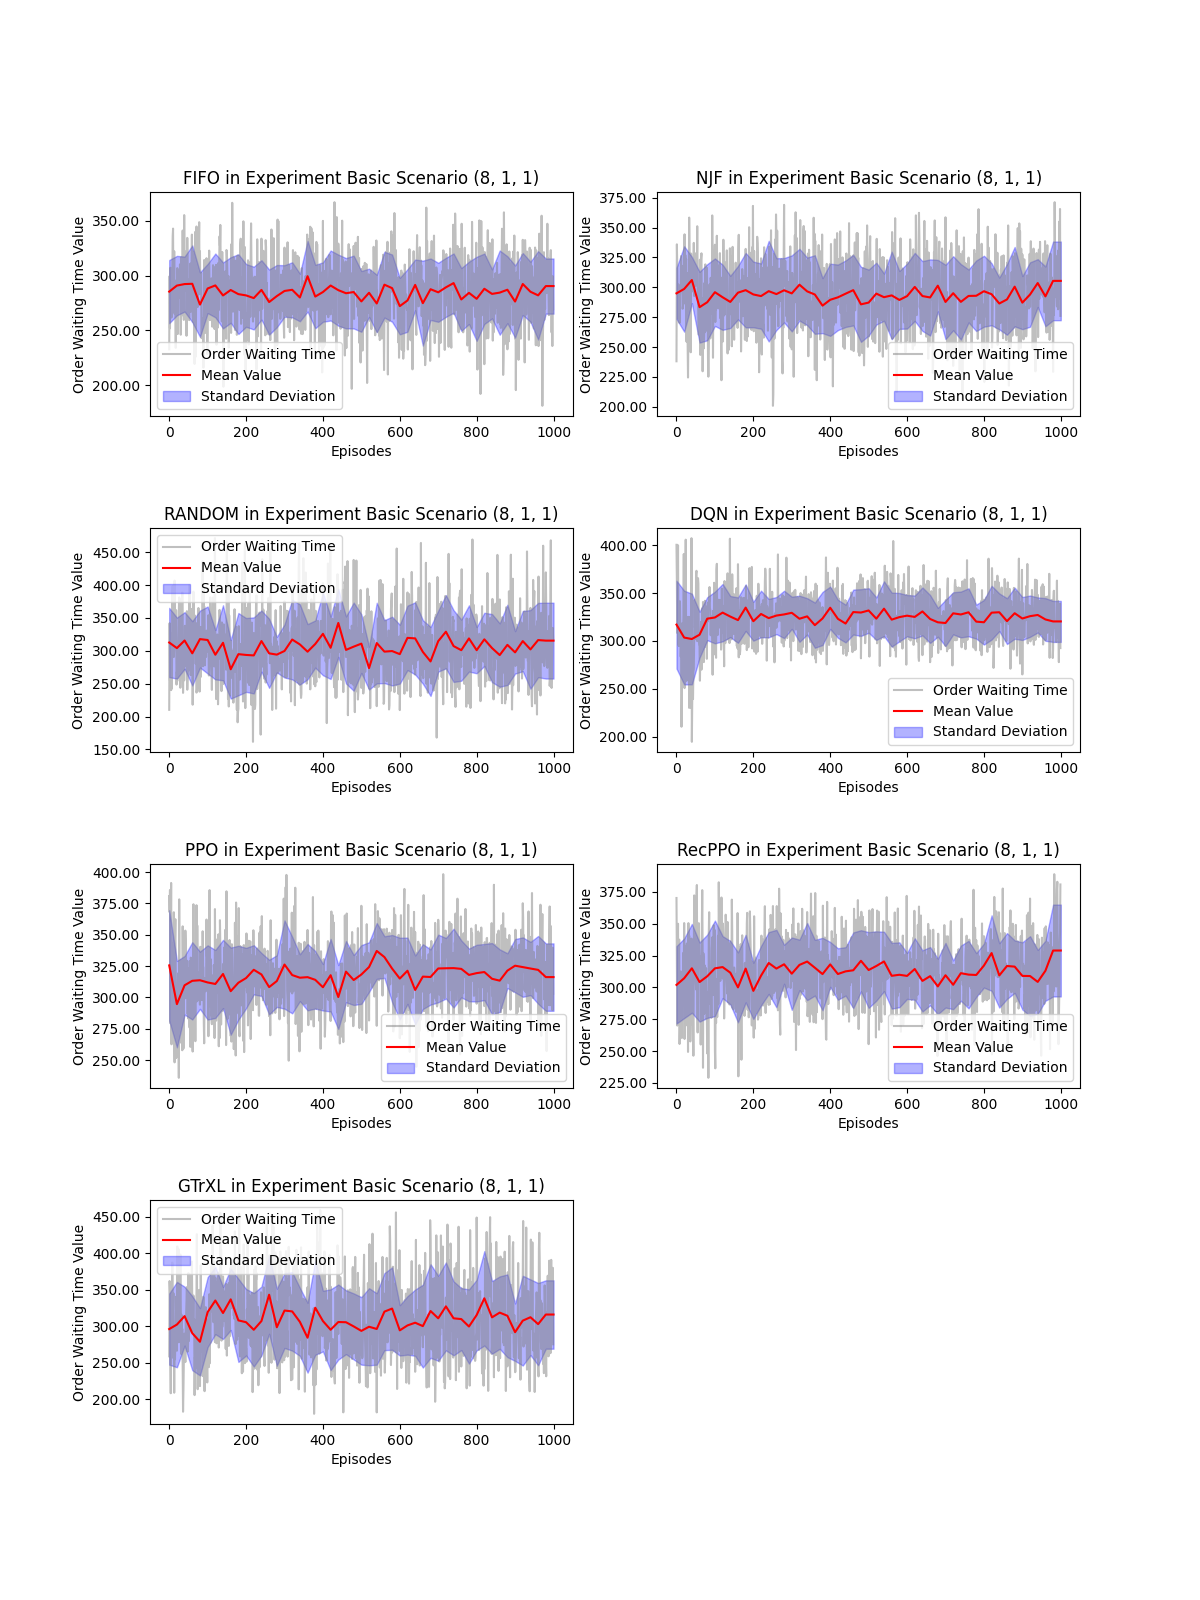 FIFO in Experiment Basic Scenario (8, 1, 1)
Order Waiting Time Value
350.00
300.00
250.00
200.00
Order Waiting Time
Mean Value
Standard Deviation
0 200 400 600 800 1000
Episodes
NJF in Experiment Basic Scenario (8, 1, 1)
Order Waiting Time Value
375.00
350.00
325.00
300.00
275.00
250.00
225.00
200.00
Order Waiting Time
Mean Value
Standard Deviation
0 200 400 600 800 1000
Episodes
RANDOM in Experiment Basic Scenario (8, 1, 1)
Order Waiting Time Value
450.00
400.00
350.00
300.00
250.00
200.00
150.00
Order Waiting Time
Mean Value
Standard Deviation
0 200 400 600 800 1000
Episodes
DQN in Experiment Basic Scenario (8, 1, 1)
Order Waiting Time Value
400.00
350.00
300.00
250.00
200.00
Order Waiting Time
Mean Value
Standard Deviation
0 200 400 600 800 1000
Episodes
PPO in Experiment Basic Scenario (8, 1, 1)
Order Waiting Time Value
400.00
375.00
350.00
325.00
300.00
275.00
250.00
Order Waiting Time
Mean Value
Standard Deviation
0 200 400 600 800 1000
Episodes
RecPPO in Experiment Basic Scenario (8, 1, 1)
Order Waiting Time Value
375.00
350.00
325.00
300.00
275.00
250.00
225.00
Order Waiting Time
Mean Value
Standard Deviation
0 200 400 600 800 1000
Episodes
GTrXL in Experiment Basic Scenario (8, 1, 1)
Order Waiting Time Value
450.00
400.00
350.00
300.00
250.00
200.00
Order Waiting Time
Mean Value
Standard Deviation
0 200 400 600 800 1000
Episodes